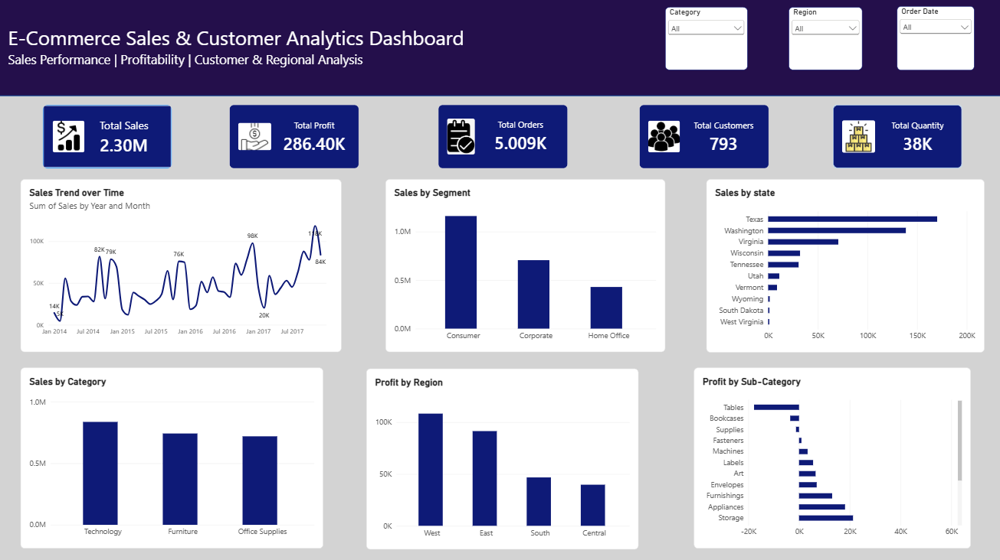 E-Commerce Sales & Customer Analytics Dashboard
Sales Performance | Profitability | Customer & Regional Analysis
Category
All
Region
All
Order Date
All
Total Sales
2.30M
Total Profit
286.40K
Total Orders
5.009K
Total Customers
793
Total Quantity
38K
Sales Trend over Time
Sum of Sales by Year and Month
100K
50K
0K
14K
5K
82K
79K
76K
98K
20K
118K
84K
Jan 2014
Jul 2014
Jan 2015
Jul 2015
Jan 2016
Jul 2016
Jan 2017
Jul 2017
Sales by Segment
1.0M
0.5M
0.0M
Consumer
Corporate
Home Office
Sales by state
Texas
Washington
Virginia
Wisconsin
Tennessee
Utah
Vermont
Wyoming
South Dakota
West Virginia
0K
50K
100K
150K
200K
Sales by Category
1.0M
0.5M
0.0M
Technology
Furniture
Office Supplies
Profit by Region
100K
50K
0K
West
East
South
Central
Profit by Sub-Category
Tables
Bookcases
Supplies
Fasteners
Machines
Labels
Art
Envelopes
Furnishings
Appliances
Storage
-20K
0K
20K
40K
60K